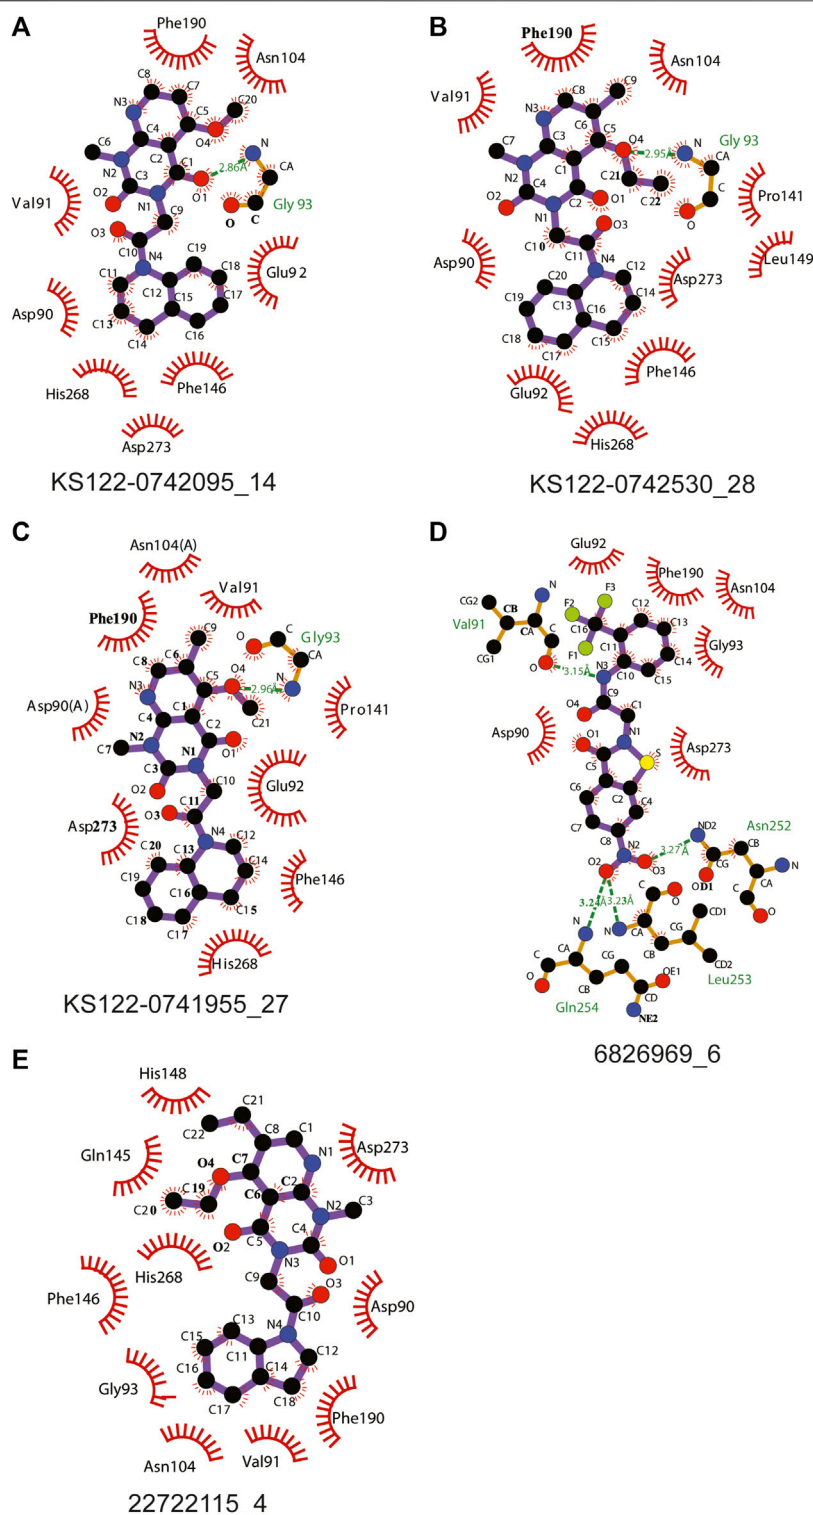 A
Phe190
Asn104
C8
C7
N3
C5
C20
C4
O4
N
C6
C2
CA
N2
C1
2.86Å
C3
O2
O1
Gly 93
N1
Val91
O
C
C9
O3
C10
C19
N4
C18
Glu92
C11
C12
C15
C17
Asp90
C13
C14
C16
His268
Phe146
Asp273
KS122-0742095_14
B
Phe190
Asn104
Val91
C9
C8
N3
C6
C5
O4
N
Gly 93
C7
C3
2.95Å
CA
N2
C1
C21
C22
C
C4
C2
O1
Pro141
O2
N1
O
O3
C10
C11
Leu149
Asp90
N4
C12
Asp273
C20
C14
C19
C13
C16
C18
C15
C17
Phe146
Glu92
His268
KS122-0742530_28
C
Asn104(A)
Val91
Phe190
C9
O
C
Gly93
C8
C6
CA
C5
O4
N
N3
2.96Å
Asp90(A)
C1
C21
Pro141
C4
C2
N2
O1
C7
N1
C3
C10
Glu92
O2
C11
O3
Asp273
N4
C12
C20
C13
C14
C19
C16
Phe146
C18
C15
C17
His268
KS122-0741955_27
D
Glu92
Phe190
Asn104
N
F3
CG2
CB
F2
C12
Val91
CA
C16
C13
C
C11
Gly93
CG1
F1
C14
O
3.15Å
N3
C10
C15
C9
O4
C1
Asp90
O1
N1
Asp273
S
C5
C6
C2
C4
C7
ND2
Asn252
C8
CB
N2
3.27Å
CG
O2
O3
N
OD1
CA
C
O
C
3.24Å
3.23Å
CD1
O
N
N
CA
CG
CA
CB
C
CG
CD2
OE1
O
CB
CD
Leu253
Gln254
NE2
6826969_6
E
His148
C21
C22
C8
C1
Asp273
Gln145
O4
C7
N1
C19
C2
C20
C6
N2
C3
C5
C4
O2
N3
O1
His268
C9
O3
Phe146
C10
Asp90
C13
N4
C15
C11
C12
C16
C14
Gly93
C17
C18
Phe190
Asn104
Val91
22722115_4